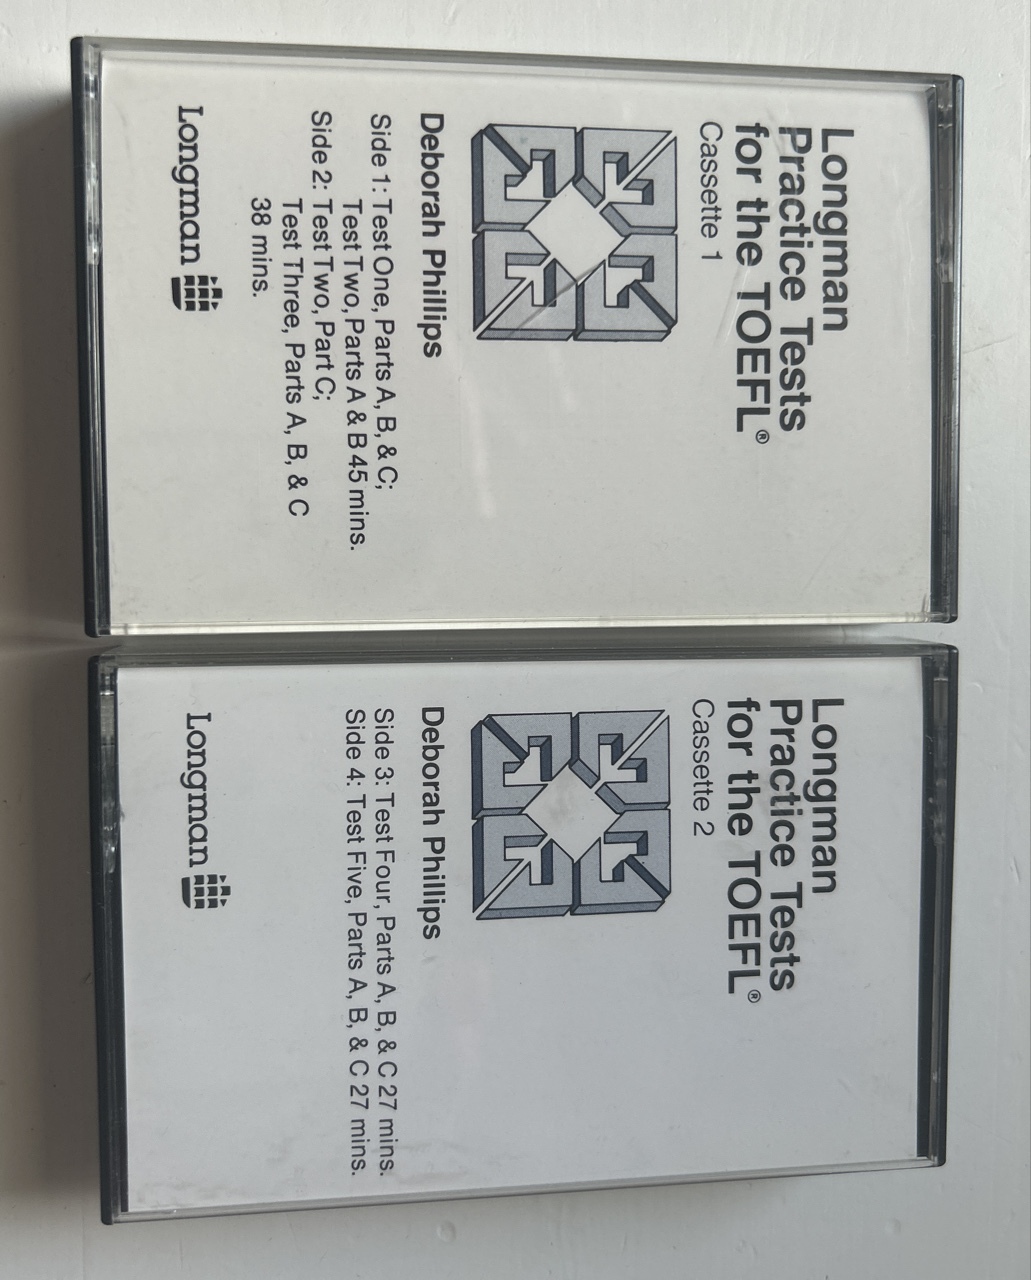 Longman
Practice Tests
for the TOEFL®
Cassette 1
Deborah Phillips
Side 1: Test One, Parts A, B, & C;
Test Two, Parts A & B 45 mins.
Side 2: Test Two, Part C;
Test Three, Parts A, B, & C
38 mins.
Longman
Longman
Practice Tests
for the TOEFL®
Cassette 2
Deborah Phillips
Side 3: Test Four, Parts A, B, & C 27 mins.
Side 4: Test Five, Parts A, B, & C 27 mins.
Longman